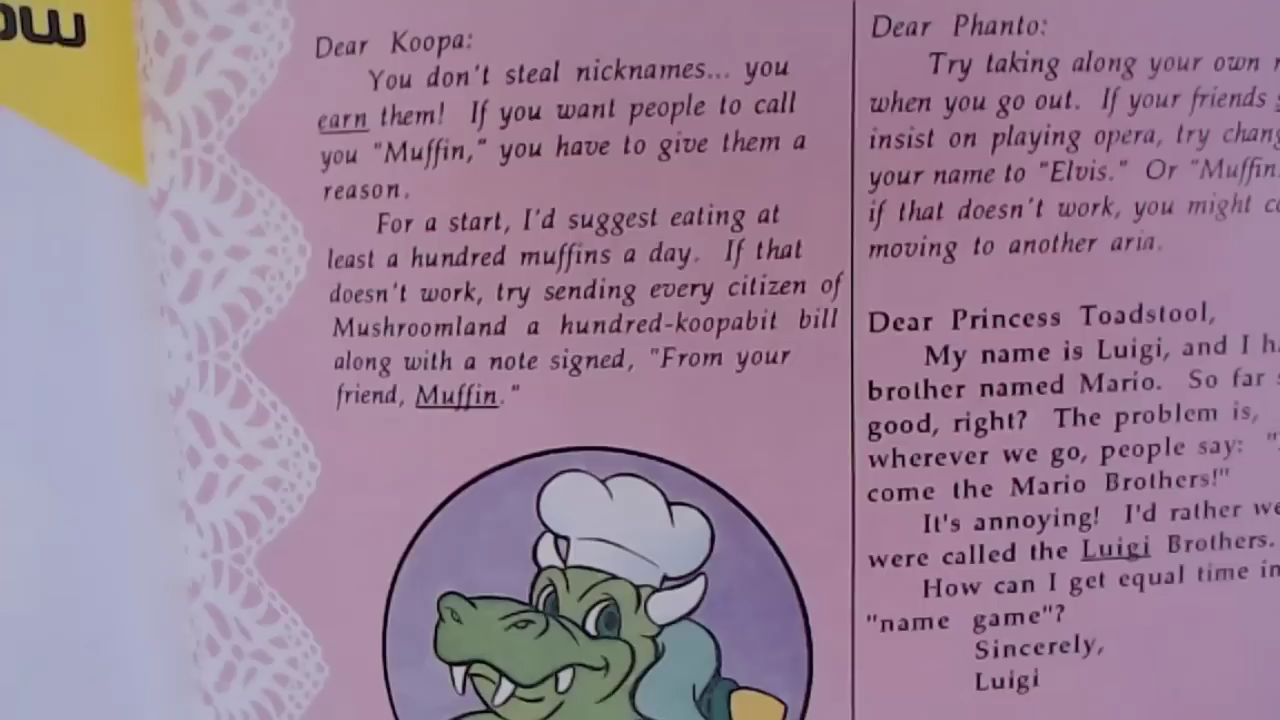 ow
Dear Koopa:
You don't steal nicknames... you
earn them! If you want people to call
you "Muffin," you have to give them a
reason.
For a start, I'd suggest eating at
least a hundred muffins a day. If that
doesn't work, try sending every citizen of
Mushroomland a hundred-koopabit bill
along with a note signed, "From your
friend, Muffin."
Dear Phanto:
Try taking along your own
when you go out. If your friends
insist on playing opera, try
your name to "Elvis." Or "Muffin
if that doesn't work, you might
moving to another aria.
Dear Princess Toadstool,
My name is Luigi, and I
brother named Mario. So far
good, right? The problem is,
wherever we go, people say:
come the Mario Brothers!"
It's annoying! I'd rather we
were called the Luigi Brothers.
How can I get equal time in
"name game"?
Sincerely,
Luigi